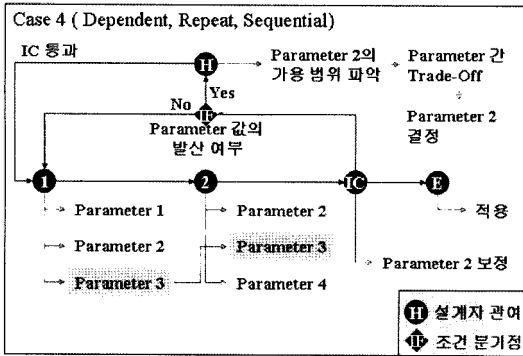 Case 4 ( Dependent, Repeat, Sequential)
IC 통과
H
Parameter 2의
가용 범위 파악
Parameter 간
Trade-Off
Parameter 2
결정
Yes
No
IF
Parameter 값의
발산 여부
1
2
IC
E
Parameter 1
Parameter 2
Parameter 3
Parameter 2
Parameter 3
Parameter 4
적용
Parameter 2 보정
H 설계자 관여
IF 조건 분기점